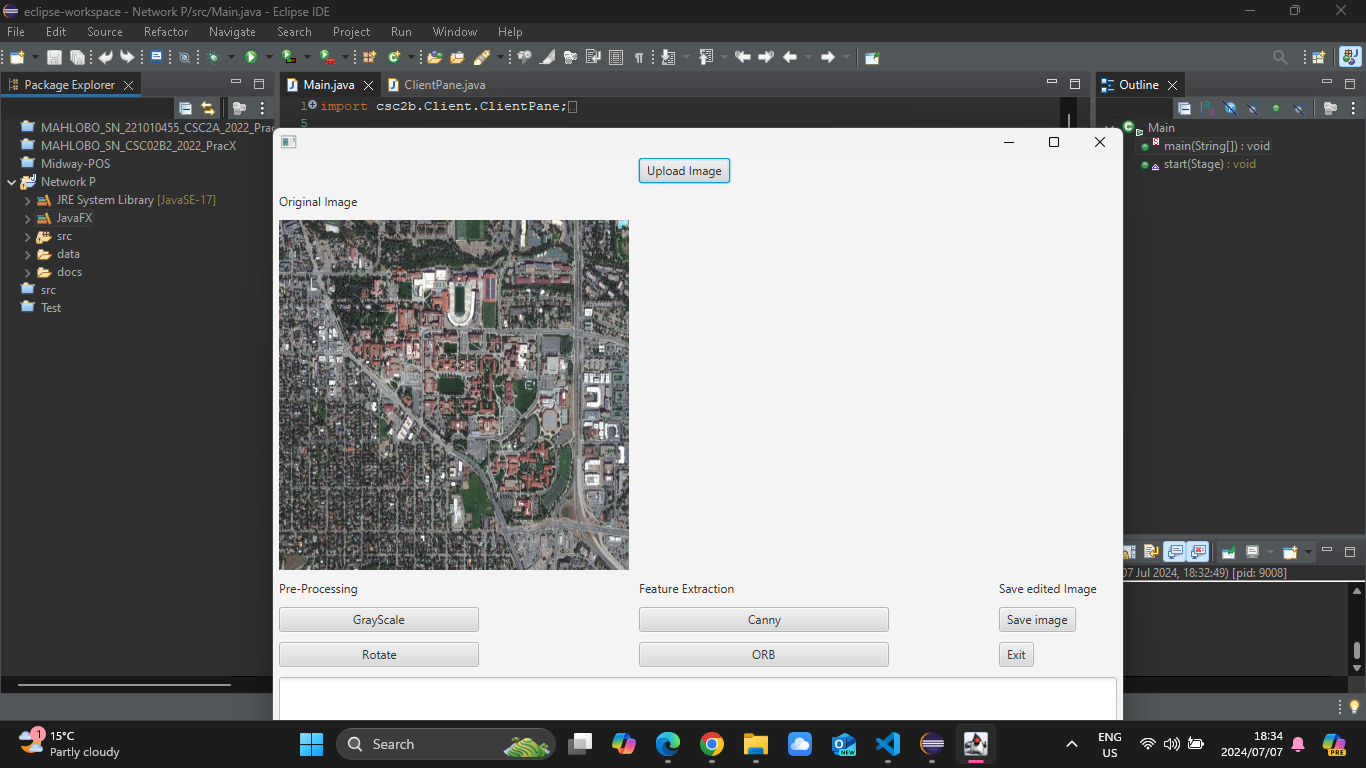 eclipse-workspace - Network P/src/Main.java - Eclipse IDE
File Edit Source Refactor Navigate Search Project Run Window Help
Package Explorer
Main.java
ClientPane.java
Outline
1 import csc2b.Client.ClientPane;
5
MAHLOBO_SN_221010455_CSC2A_2022_Prac
MAHLOBO_SN_CSC02B2_2022_PracX
Midway-POS
Network P
JRE System Library [JavaSE-17]
JavaFX
src
data
docs
src
Test
Main
main(String[]) : void
start(Stage) : void
Upload Image
Original Image
Pre-Processing
Feature Extraction
Save edited Image
GrayScale
Canny
Save image
Rotate
ORB
Exit
07 Jul 2024, 18:32:49) [pid: 9008]
1
15°C
Partly cloudy
Search
NEW
ENG
US
18:34
2024/07/07
PRE